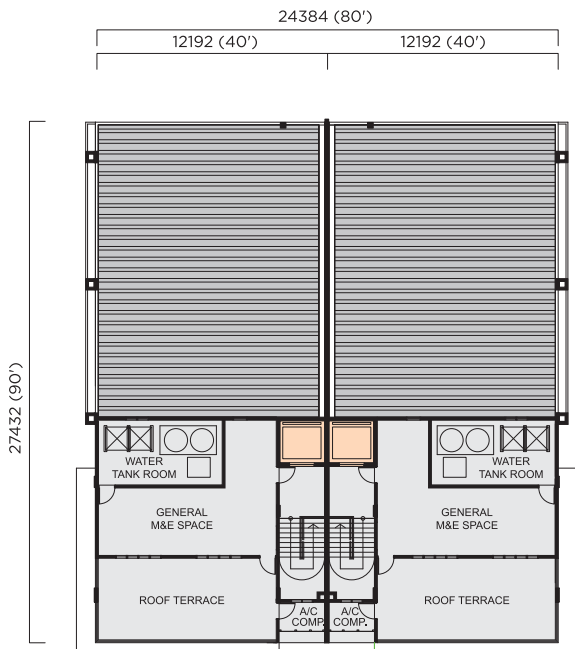 24384 (80')
12192 (40') 12192 (40')
27432 (90')
WATER
TANK ROOM
WATER
TANK ROOM
GENERAL
M&E SPACE
GENERAL
M&E SPACE
ROOF TERRACE
A/C
COMP.
A/C
COMP.
ROOF TERRACE